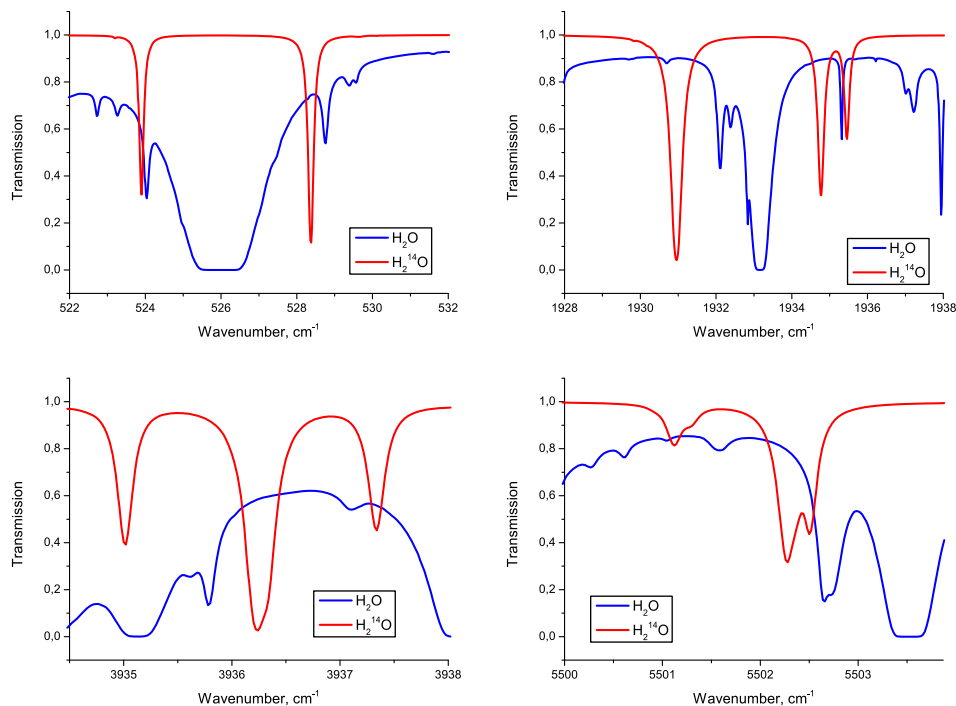 1,0
0,8
0,6
0,4
0,2
0,0
Transmission
522 524 526 528 530 532
Wavenumber, cm⁻¹
H₂O
H₂¹⁴O
1,0
0,8
0,6
0,4
0,2
0,0
Transmission
1928 1930 1932 1934 1936 1938
Wavenumber, cm⁻¹
H₂O
H₂¹⁴O
1,0
0,8
0,6
0,4
0,2
0,0
Transmission
3935 3936 3937 3938
Wavenumber, cm⁻¹
H₂O
H₂¹⁴O
1,0
0,8
0,6
0,4
0,2
0,0
Transmission
5500 5501 5502 5503
Wavenumber, cm⁻¹
H₂O
H₂¹⁴O